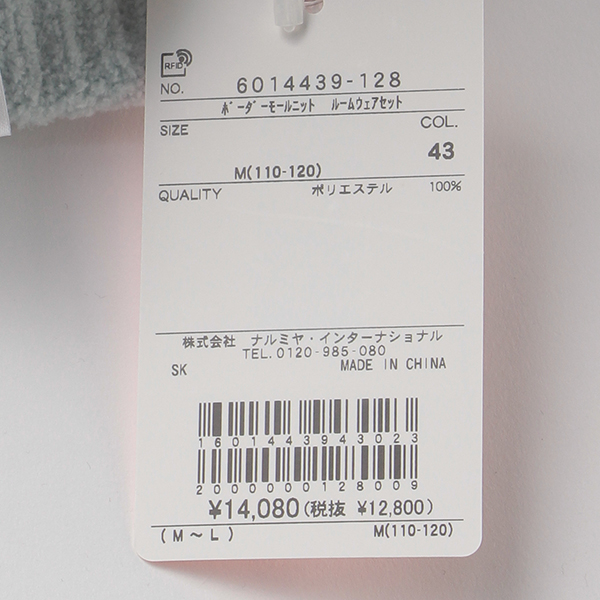 RFID
NO. 6014439-128
ボーダーモールニット ルームウェアセット
SIZE COL.
43
M(110-120)
QUALITY ポリエステル 100%
株式会社 ナルミヤ・インターナショナル
TEL.0120-985-080
SK MADE IN CHINA
1601443943023
2000000128009
¥14,080(税抜 ¥12,800)
(M～L) M(110-120)